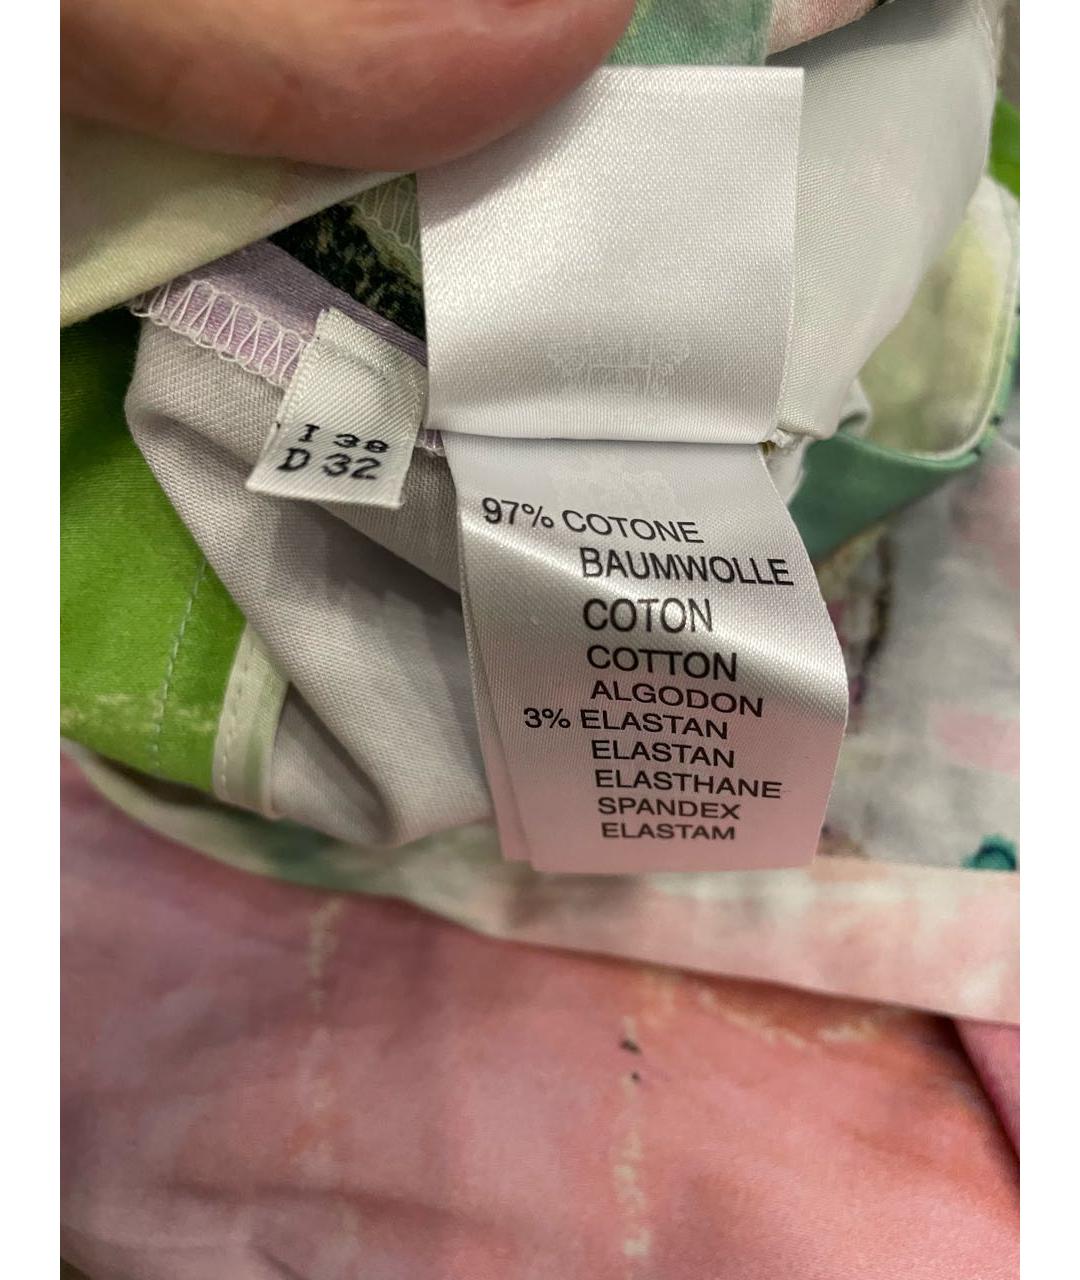 I 38
D 32
97% COTONE
BAUMWOLLE
COTON
COTTON
ALGODON
3% ELASTAN
ELASTAN
ELASTHANE
SPANDEX
ELASTAM